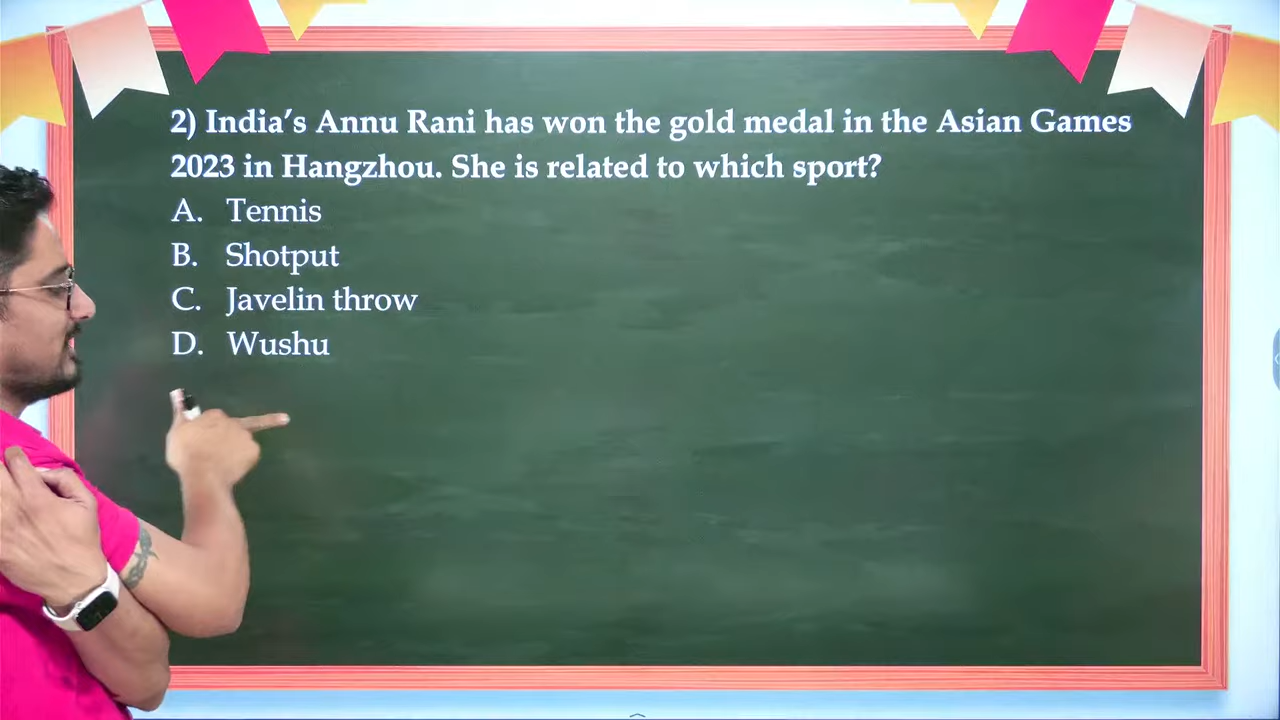 2) India’s Annu Rani has won the gold medal in the Asian Games
2023 in Hangzhou. She is related to which sport?
A. Tennis
B. Shotput
C. Javelin throw
D. Wushu